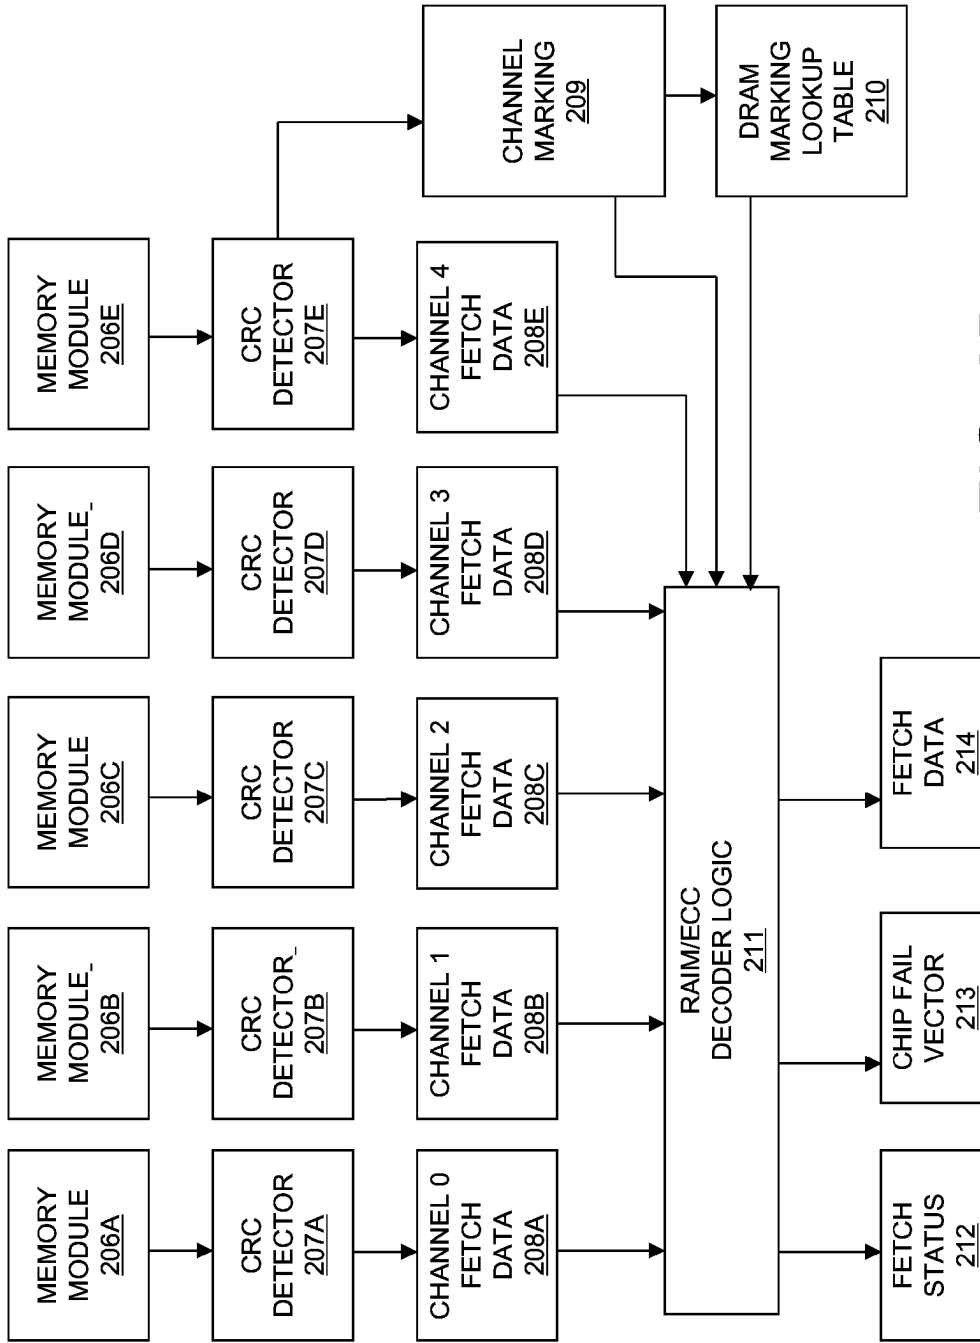 MEMORY
MODULE
206A
MEMORY
MODULE
206B
MEMORY
MODULE
206C
MEMORY
MODULE
206D
MEMORY
MODULE
206E
CRC
DETECTOR
207A
CRC
DETECTOR
207B
CRC
DETECTOR
207C
CRC
DETECTOR
207D
CRC
DETECTOR
207E
CHANNEL 0
FETCH
DATA
208A
CHANNEL 1
FETCH
DATA
208B
CHANNEL 2
FETCH
DATA
208C
CHANNEL 3
FETCH
DATA
208D
CHANNEL 4
FETCH
DATA
208E
CHANNEL
MARKING
209
DRAM
MARKING
LOOKUP
TABLE
210
RAIM/ECC
DECODER LOGIC
211
FETCH
STATUS
212
CHIP FAIL
VECTOR
213
FETCH
DATA
214